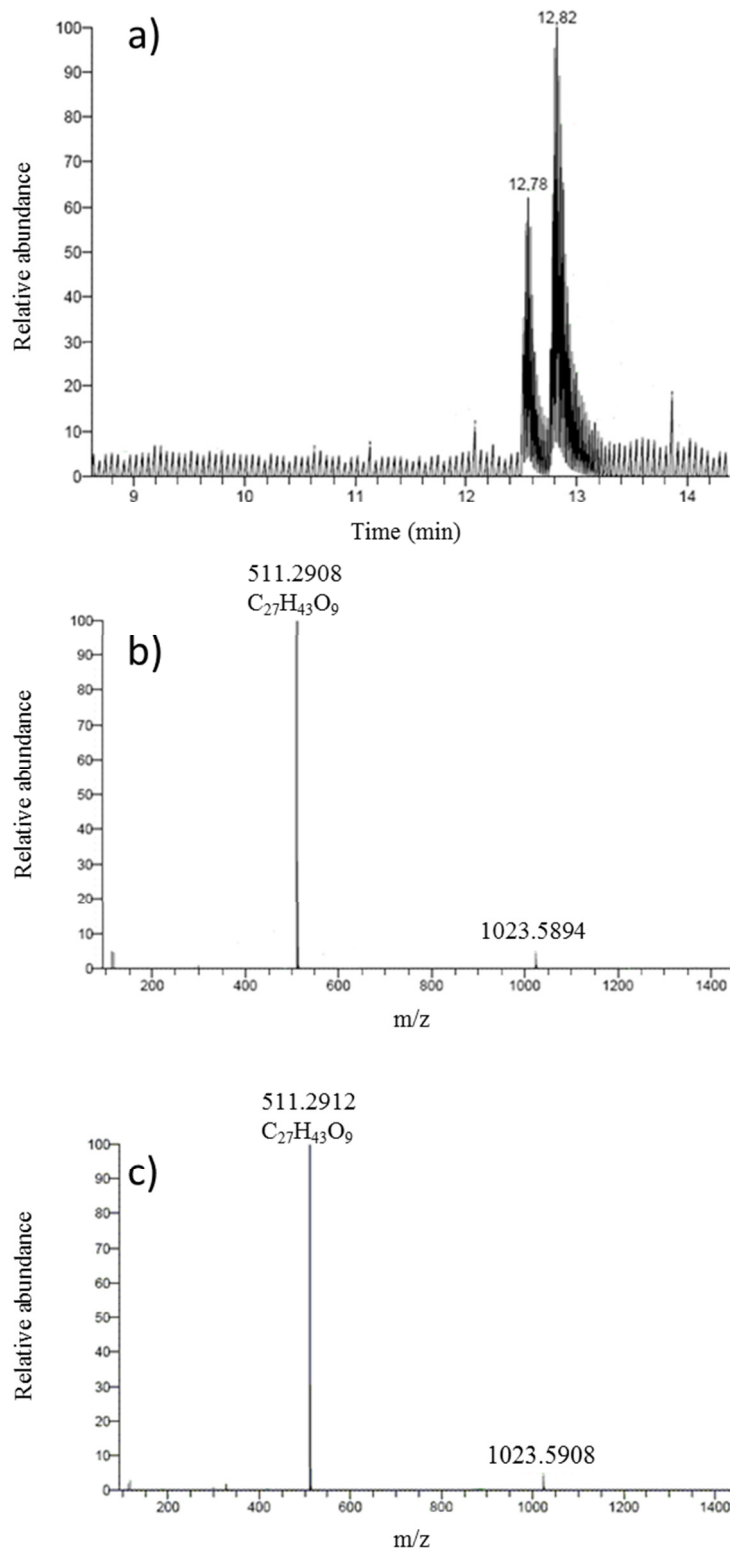 a)
12.82
12.78
100
90
80
70
60
50
40
30
20
10
0
Relative abundance
9 10 11 12 13 14
Time (min)
511.2908
C₂₇H₄₃O₉
b)
100
90
80
70
60
50
40
30
20
10
0
Relative abundance
1023.5894
200 400 600 800 1000 1200 1400
m/z
511.2912
C₂₇H₄₃O₉
c)
100
90
80
70
60
50
40
30
20
10
0
Relative abundance
1023.5908
200 400 600 800 1000 1200 1400
m/z